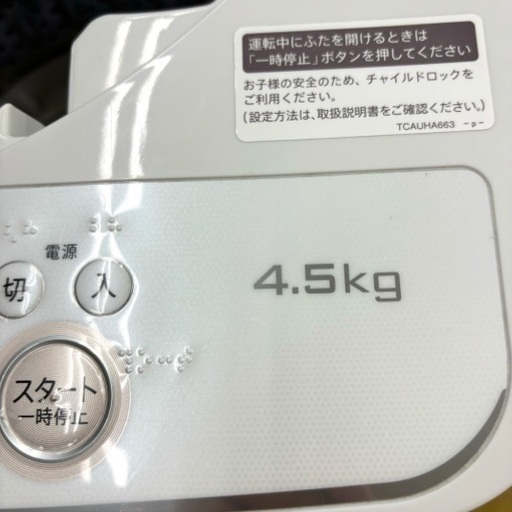 運転中にふたを開けるときは
「一時停止」ボタンを押してください
お子様の安全のため、チャイルドロックを
ご利用ください。
(設定方法は、取扱説明書をご確認ください。)
TCAUHA663 -p-
電源
切 入
4.5kg
スタート
一時停止